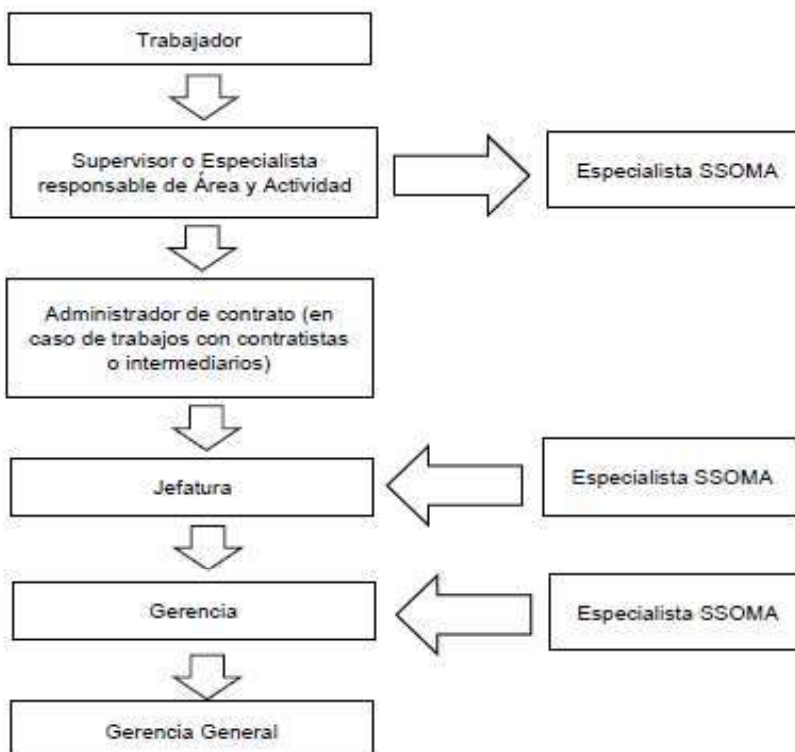 Trabajador
Supervisor o Especialista
responsable de Área y Actividad
Especialista SSOMA
Administrador de contrato (en
caso de trabajos con contratistas
o intermediarios)
Jefatura
Especialista SSOMA
Gerencia
Especialista SSOMA
Gerencia General